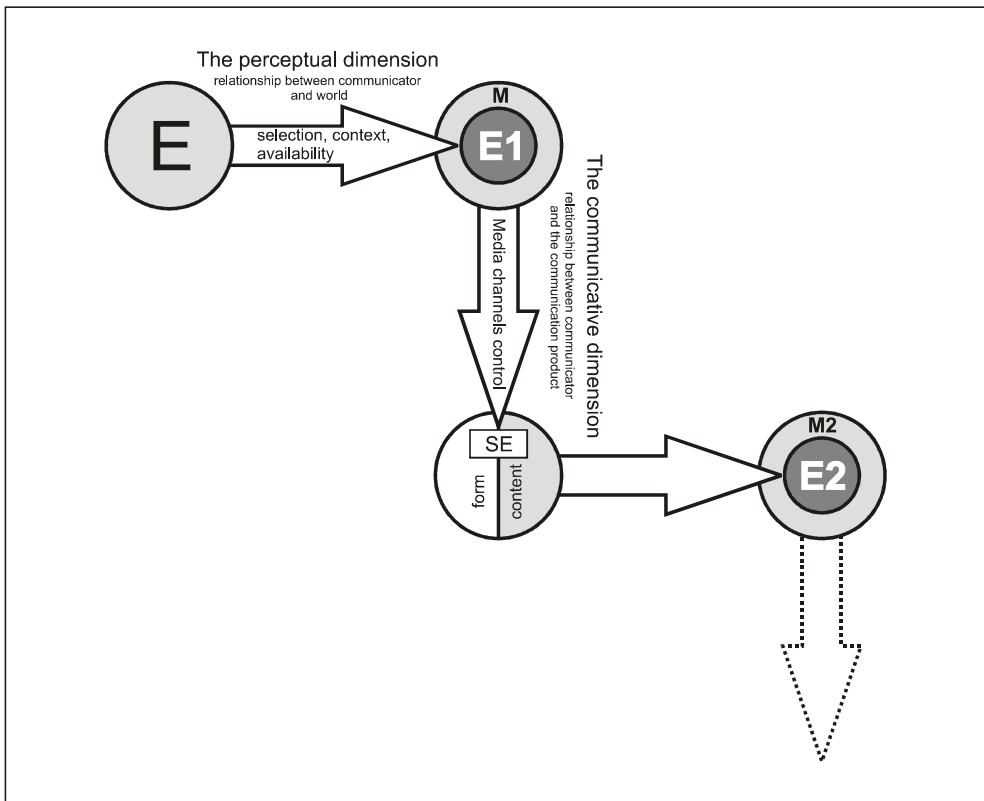 The perceptual dimension
relationship between communicator
and world
E
selection, context,
availability
M
E1
The communicative dimension
relationship between communicator
and the communication product
Media channels control
SE
form
content
M2
E2